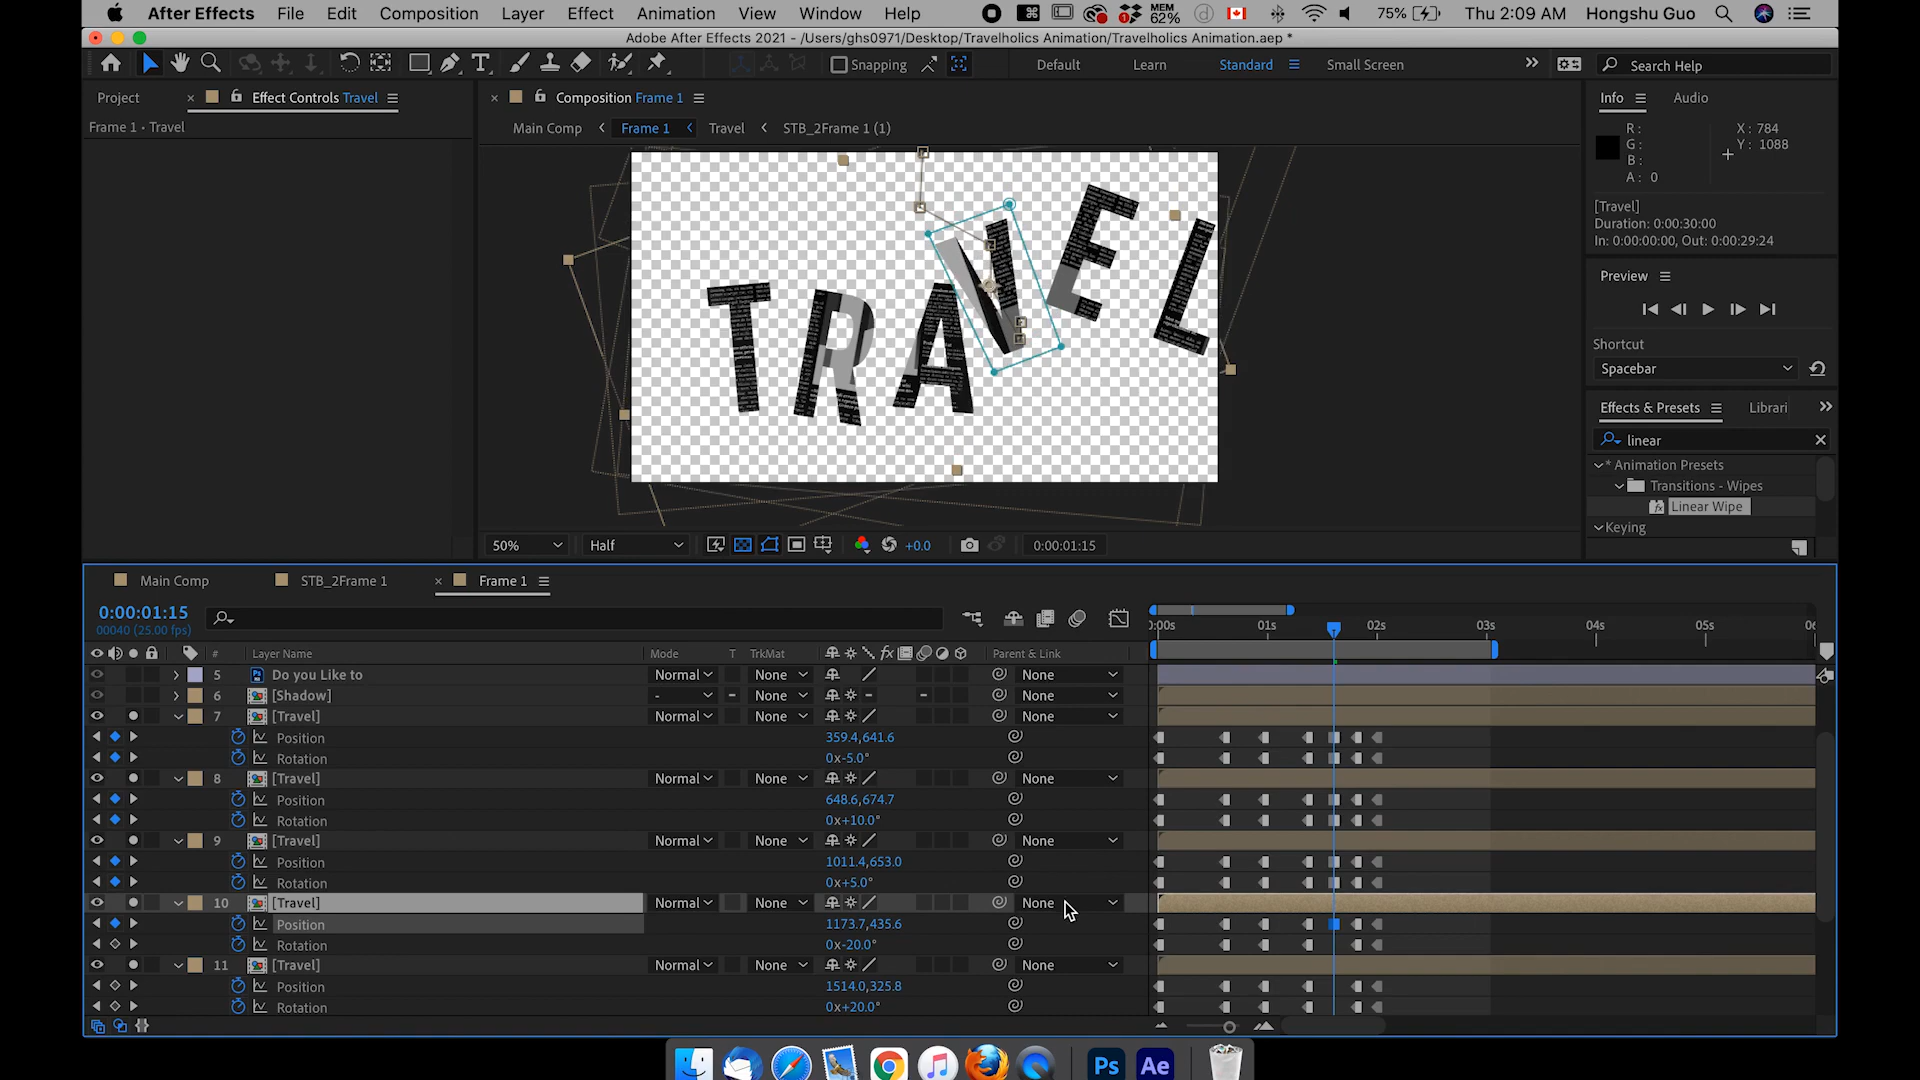 After Effects File Edit Composition Layer Effect Animation View Window Help MEM 62% 75% Thu 2:09 AM Hongshu Guo
Adobe After Effects 2021 - /Users/ghs0971/Desktop/Travelholics Animation/Travelholics Animation.aep *
Snapping Default Learn Standard Small Screen Search Help
Project Effect Controls Travel Composition Frame 1 Info Audio
Frame 1 • Travel Main Comp Frame 1 Travel STB_2Frame 1 (1)
R: X: 784
G: Y: 1088
B:
A: 0
[Travel]
Duration: 0:00:30:00
In: 0:00:00:00, Out: 0:00:29:24
TRAVEL
Preview
Shortcut
Spacebar
Effects & Presets Librari
linear
* Animation Presets
Transitions - Wipes
Linear Wipe
Keying
50% Half +0.0 0:00:01:15
Main Comp STB_2Frame 1 Frame 1
0:00:01:15
00040 (25.00 fps)
:00s 01s 02s 03s 04s 05s
# Layer Name Mode T TrkMat Parent & Link
5 Do you Like to Normal None None
6 [Shadow] - None None
7 [Travel] Normal None None
Position 359.4,641.6
Rotation 0x-5.0°
8 [Travel] Normal None None
Position 648.6,674.7
Rotation 0x+10.0°
9 [Travel] Normal None None
Position 1011.4,653.0
Rotation 0x+5.0°
10 [Travel] Normal None None
Position 1173.7,435.6
Rotation 0x-20.0°
11 [Travel] Normal None None
Position 1514.0,325.8
Rotation 0x+20.0°
Ps Ae